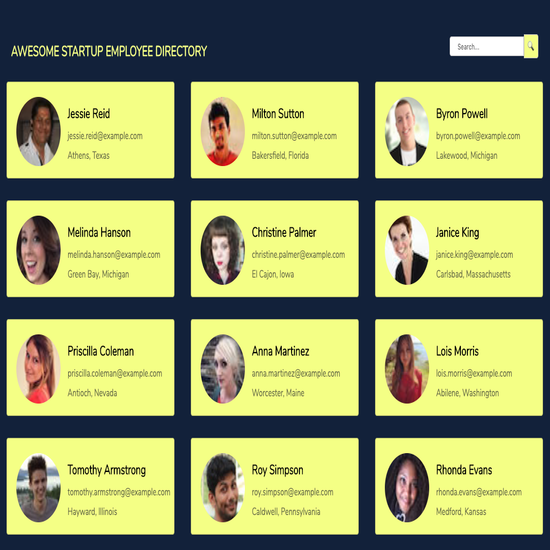 AWESOME STARTUP EMPLOYEE DIRECTORY
Search...
Jessie Reid
jessie.reid@example.com
Athens, Texas
Milton Sutton
milton.sutton@example.com
Bakersfield, Florida
Byron Powell
byron.powell@example.com
Lakewood, Michigan
Melinda Hanson
melinda.hanson@example.com
Green Bay, Michigan
Christine Palmer
christine.palmer@example.com
El Cajon, Iowa
Janice King
janice.king@example.com
Carlsbad, Massachusetts
Priscilla Coleman
priscilla.coleman@example.com
Antioch, Nevada
Anna Martinez
anna.martinez@example.com
Worcester, Maine
Lois Morris
lois.morris@example.com
Abilene, Washington
Tomothy Armstrong
tomothy.armstrong@example.com
Hayward, Illinois
Roy Simpson
roy.simpson@example.com
Caldwell, Pennsylvania
Rhonda Evans
rhonda.evans@example.com
Medford, Kansas